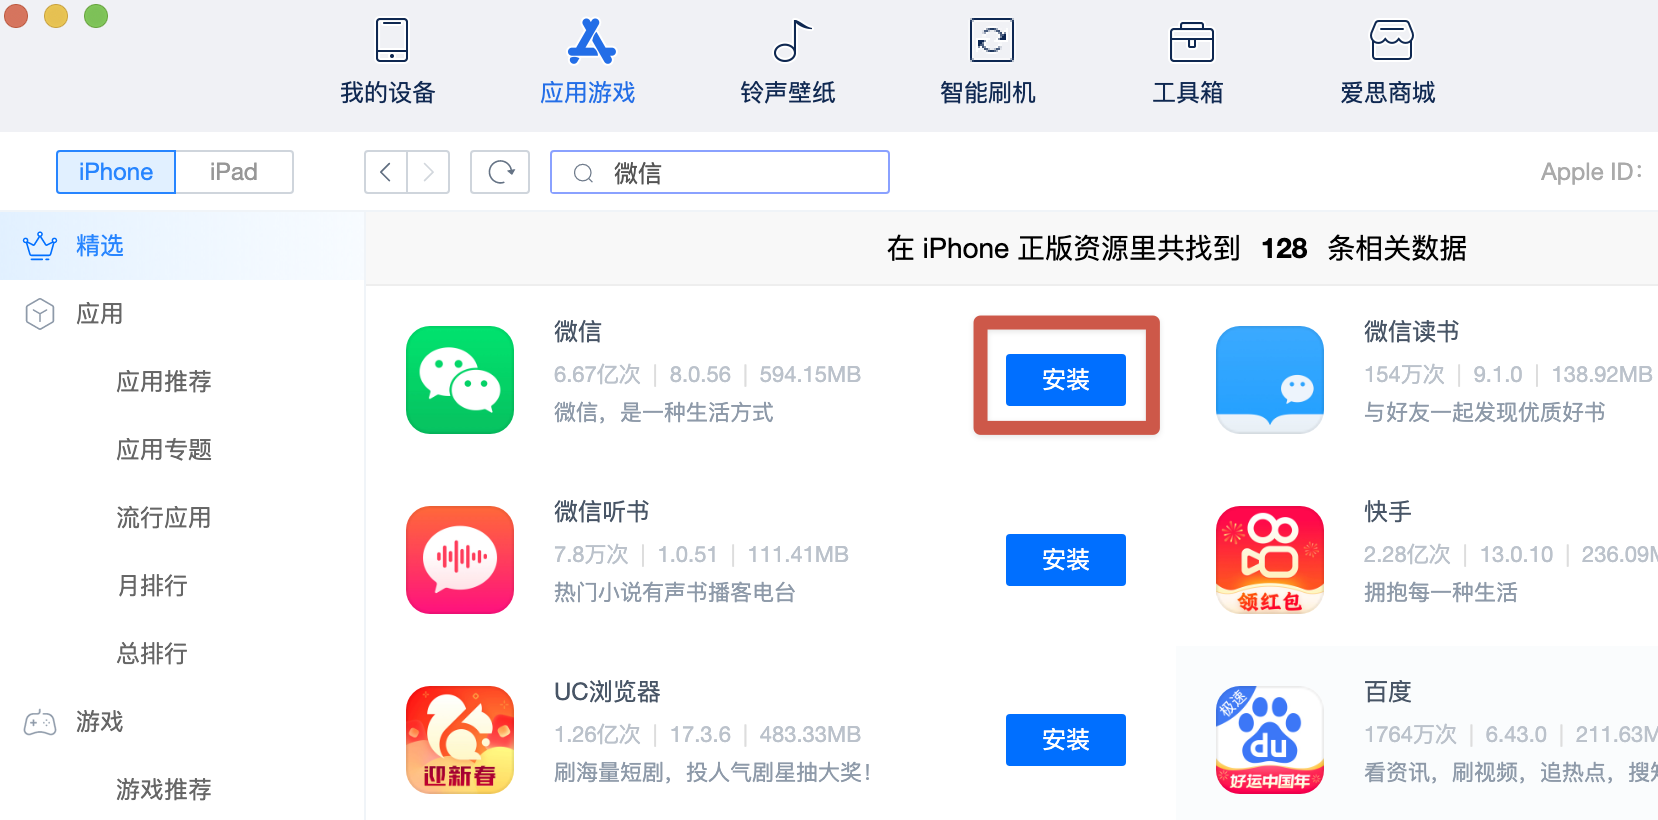 我的设备 应用游戏 铃声壁纸 智能刷机 工具箱 爱思商城
iPhone iPad 微信 Apple ID:
精选
应用
应用推荐
应用专题
流行应用
月排行
总排行
游戏
游戏推荐
在 iPhone 正版资源里共找到 128 条相关数据
微信
6.67亿次 | 8.0.56 | 594.15MB
微信，是一种生活方式
安装
微信读书
154万次 | 9.1.0 | 138.92MB
与好友一起发现优质好书
微信听书
7.8万次 | 1.0.51 | 111.41MB
热门小说有声书播客电台
安装
领红包
快手
2.28亿次 | 13.0.10 | 236.09M
拥抱每一种生活
迎新春
UC浏览器
1.26亿次 | 17.3.6 | 483.33MB
刷海量短剧，投人气剧星抽大奖！
安装
极速
du
好运中国年
百度
1764万次 | 6.43.0 | 211.63M
看资讯，刷视频，追热点，搜知